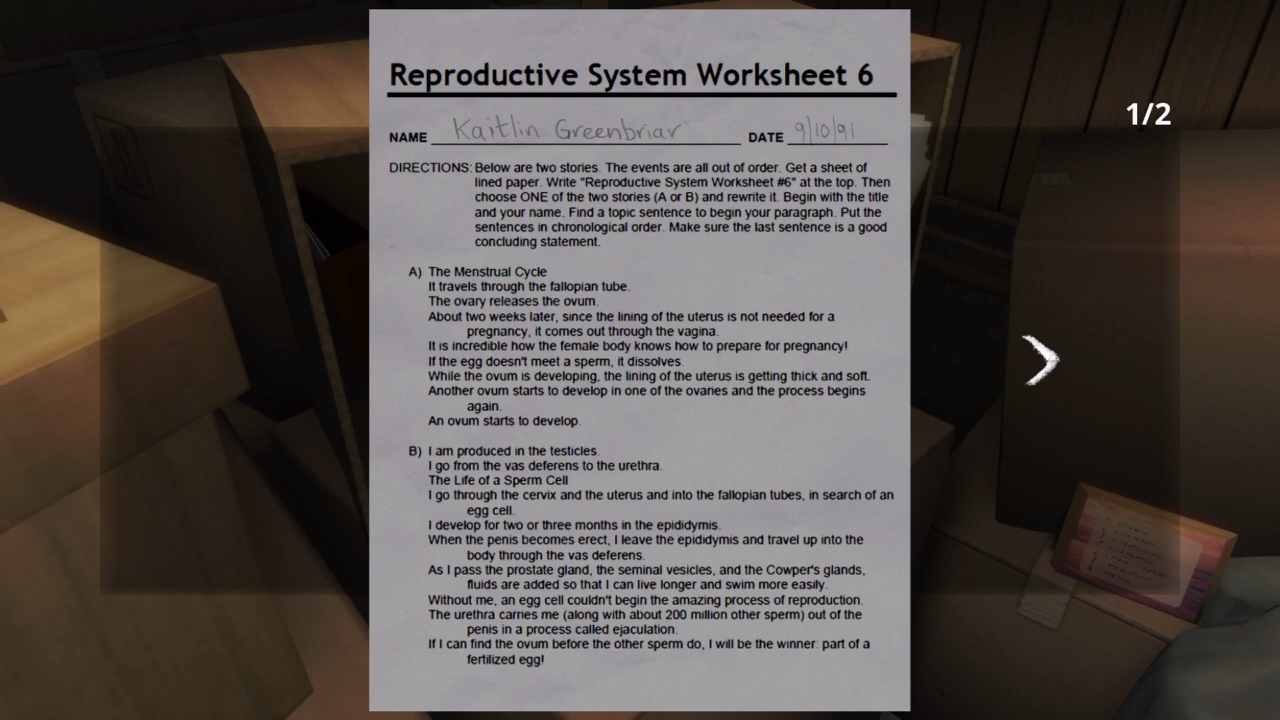 Reproductive System Worksheet 6
1/2
NAME Kaitlin Greenbriar DATE 9/10/91
DIRECTIONS: Below are two stories. The events are all out of order. Get a sheet of
lined paper. Write "Reproductive System Worksheet #6" at the top. Then
choose ONE of the two stories (A or B) and rewrite it. Begin with the title
and your name. Find a topic sentence to begin your paragraph. Put the
sentences in chronological order. Make sure the last sentence is a good
concluding statement.
A) The Menstrual Cycle
It travels through the fallopian tube.
The ovary releases the ovum.
About two weeks later, since the lining of the uterus is not needed for a
pregnancy, it comes out through the vagina.
It is incredible how the female body knows how to prepare for pregnancy!
If the egg doesn't meet a sperm, it dissolves.
While the ovum is developing, the lining of the uterus is getting thick and soft.
Another ovum starts to develop in one of the ovaries and the process begins
again.
An ovum starts to develop.
B) I am produced in the testicles.
I go from the vas deferens to the urethra.
The Life of a Sperm Cell
I go through the cervix and the uterus and into the fallopian tubes, in search of an
egg cell.
I develop for two or three months in the epididymis.
When the penis becomes erect, I leave the epididymis and travel up into the
body through the vas deferens.
As I pass the prostate gland, the seminal vesicles, and the Cowper's glands,
fluids are added so that I can live longer and swim more easily.
Without me, an egg cell couldn't begin the amazing process of reproduction.
The urethra carries me (along with about 200 million other sperm) out of the
penis in a process called ejaculation.
If I can find the ovum before the other sperm do, I will be the winner: part of a
fertilized egg!